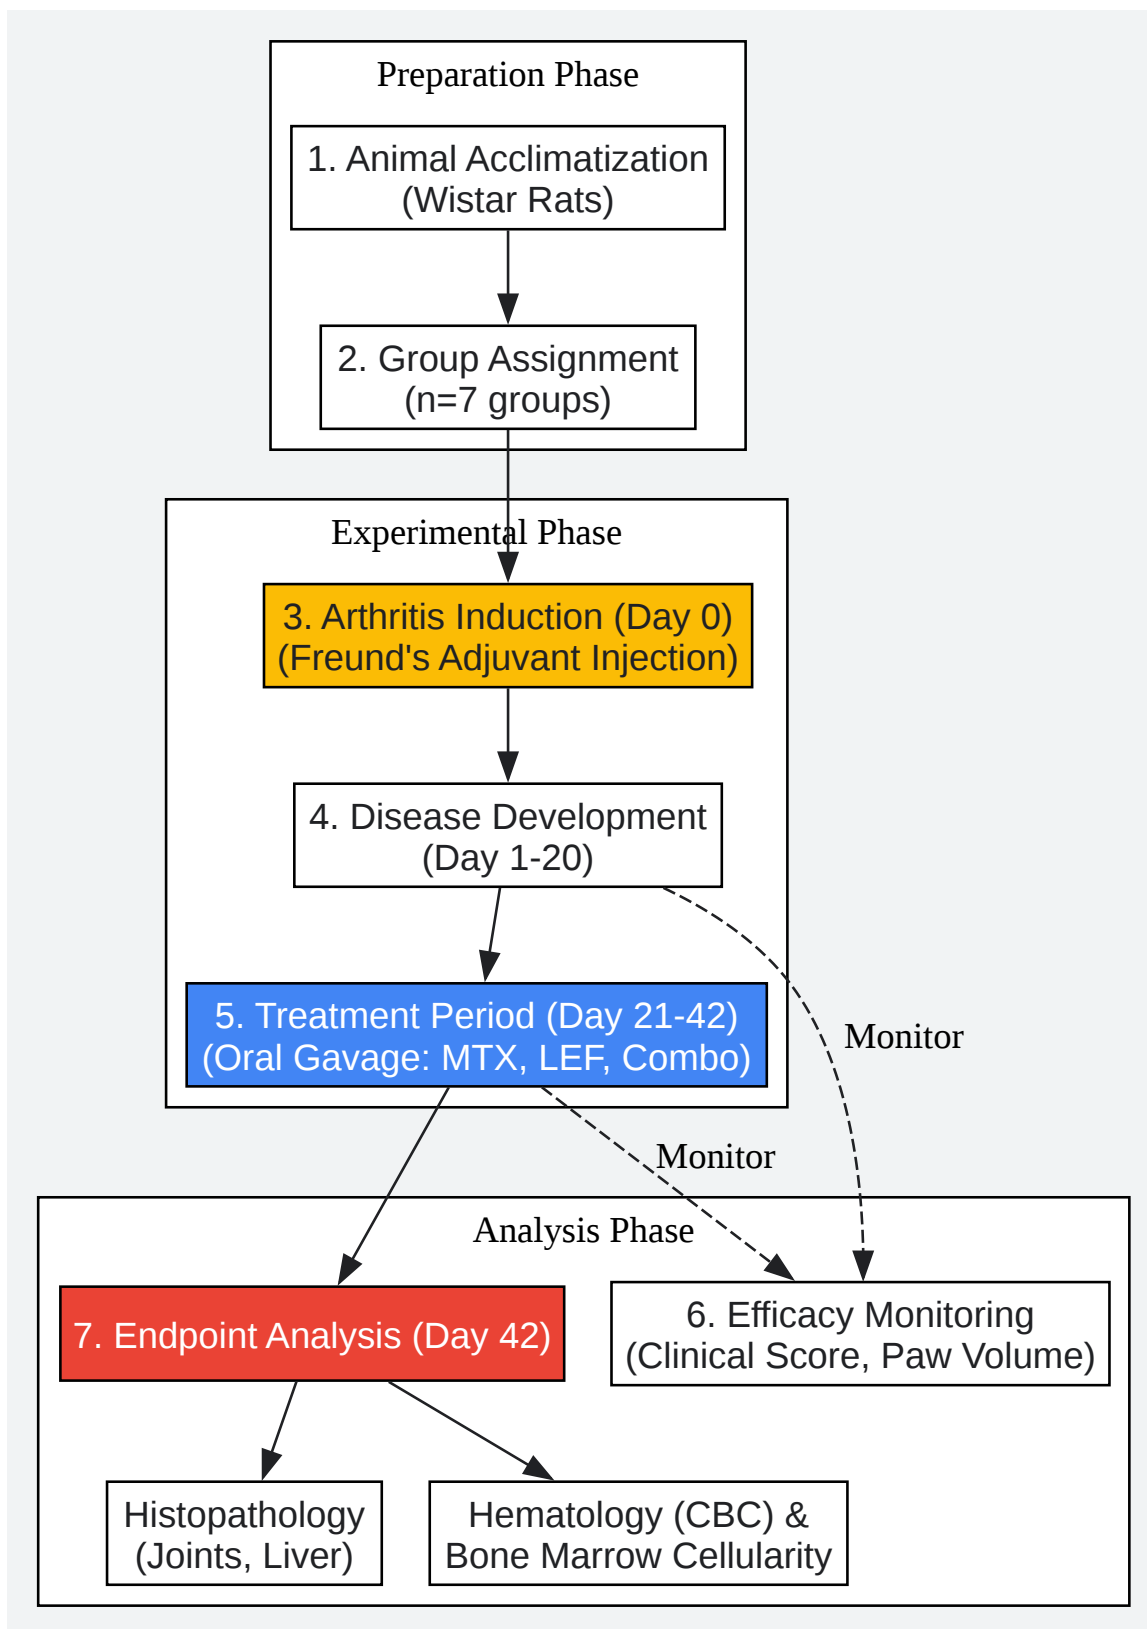 Preparation Phase
1. Animal Acclimatization
(Wistar Rats)
2. Group Assignment
(n=7 groups)
Experimental Phase
3. Arthritis Induction (Day 0)
(Freund's Adjuvant Injection)
4. Disease Development
(Day 1-20)
5. Treatment Period (Day 21-42)
(Oral Gavage: MTX, LEF, Combo)
Monitor
Monitor
Analysis Phase
7. Endpoint Analysis (Day 42)
6. Efficacy Monitoring
(Clinical Score, Paw Volume)
Histopathology
(Joints, Liver)
Hematology (CBC) &
Bone Marrow Cellularity